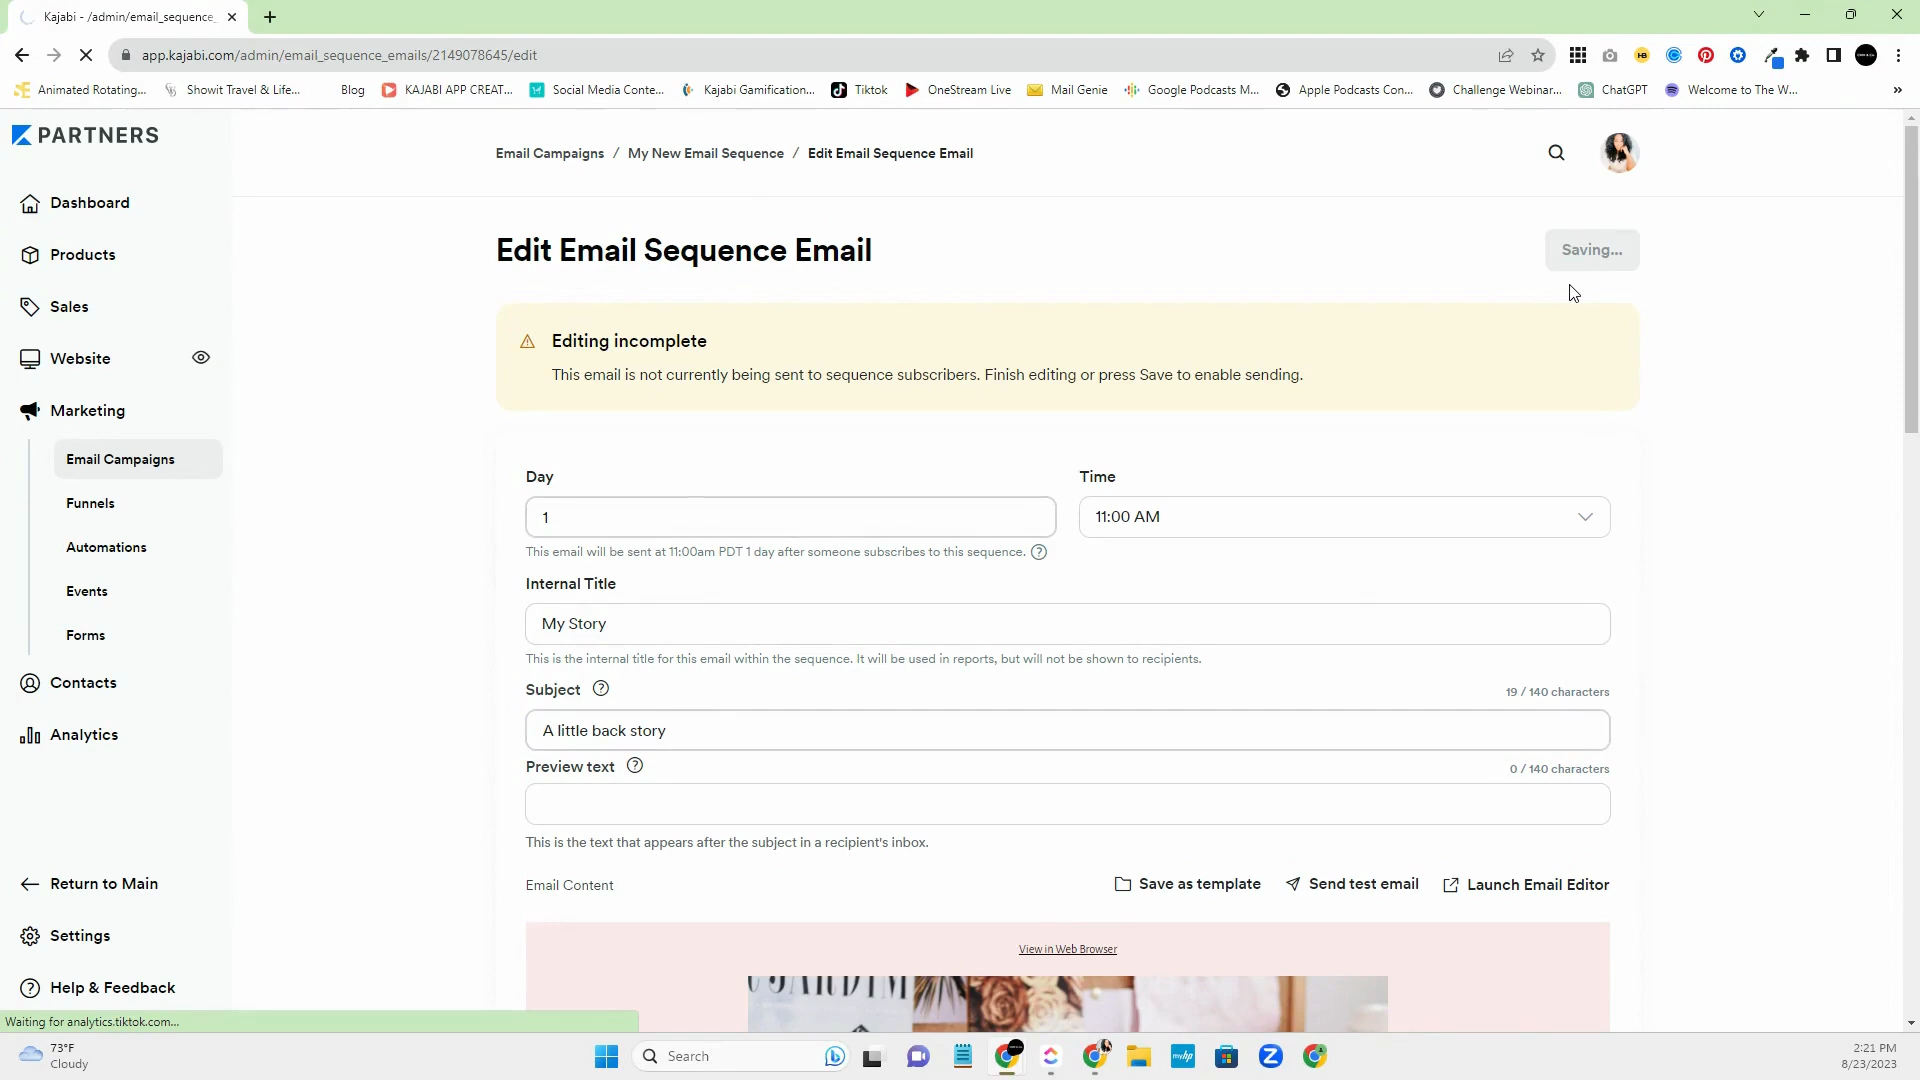 Kajabi - /admin/email_sequence_
app.kajabi.com/admin/email_sequence_emails/2149078645/edit
Animated Rotating...
Showit Travel & Life...
Blog
KAJABI APP CREAT...
Social Media Conte...
Kajabi Gamification...
Tiktok
OneStream Live
Mail Genie
Google Podcasts M...
Apple Podcasts Con...
Challenge Webinar...
ChatGPT
Welcome to The W...
PARTNERS
Email Campaigns / My New Email Sequence / Edit Email Sequence Email
Dashboard
Products
Sales
Website
Marketing
Email Campaigns
Funnels
Automations
Events
Forms
Contacts
Analytics
Return to Main
Settings
Help & Feedback
Edit Email Sequence Email
Saving...
Editing incomplete
This email is not currently being sent to sequence subscribers. Finish editing or press Save to enable sending.
Day
Time
1
11:00 AM
This email will be sent at 11:00am PDT 1 day after someone subscribes to this sequence.
Internal Title
My Story
This is the internal title for this email within the sequence. It will be used in reports, but will not be shown to recipients.
Subject
19 / 140 characters
A little back story
Preview text
0 / 140 characters
This is the text that appears after the subject in a recipient's inbox.
Email Content
Save as template
Send test email
Launch Email Editor
View in Web Browser
Waiting for analytics.tiktok.com...
73°F
Cloudy
Search
2:21 PM
8/23/2023